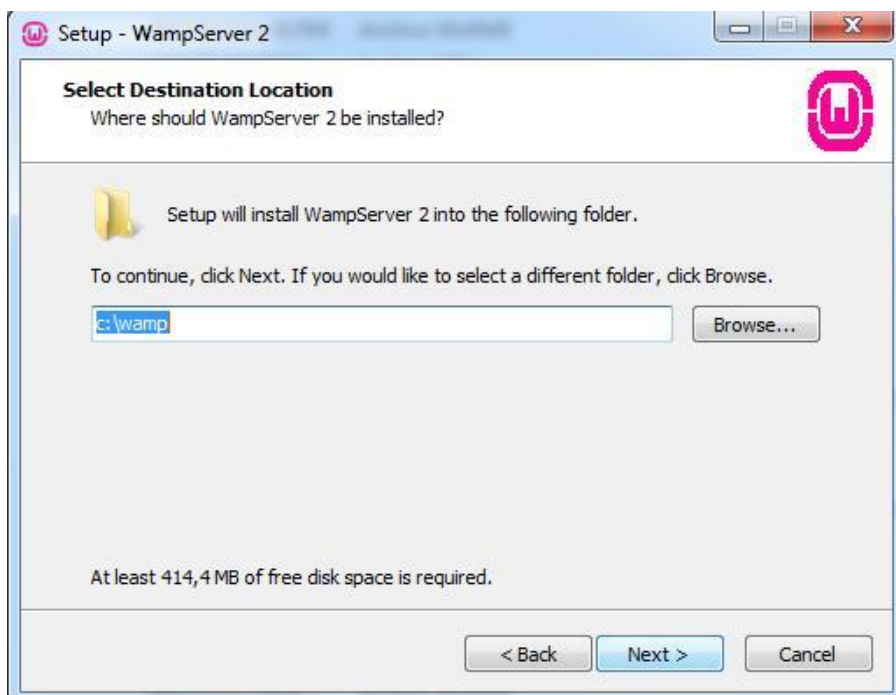 Setup - WampServer 2
Select Destination Location
Where should WampServer 2 be installed?
Setup will install WampServer 2 into the following folder.
To continue, click Next. If you would like to select a different folder, click Browse.
c:\wamp
Browse...
At least 414,4 MB of free disk space is required.
< Back
Next >
Cancel